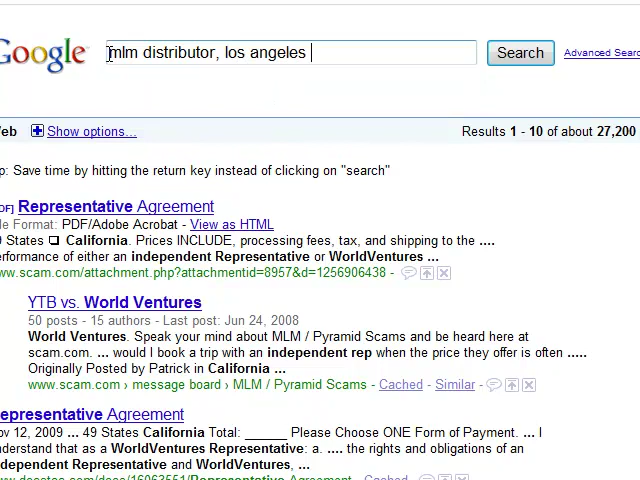 Google mlm distributor, los angeles Search Advanced Searc
eb Show options... Results 1 - 10 of about 27,200
p: Save time by hitting the return key instead of clicking on "search"
DF] Representative Agreement
le Format: PDF/Adobe Acrobat - View as HTML
9 States ❑ California. Prices INCLUDE, processing fees, tax, and shipping to the ....
erformance of either an independent Representative or WorldVentures ...
ww.scam.com/attachment.php?attachmentid=8957&d=1256906438 -
YTB vs. World Ventures
50 posts - 15 authors - Last post: Jun 24, 2008
World Ventures. Speak your mind about MLM / Pyramid Scams and be heard here at
scam.com. ... would I book a trip with an independent rep when the price they offer is often .....
Originally Posted by Patrick in California ...
www.scam.com › message board › MLM / Pyramid Scams - Cached - Similar -
epresentative Agreement
ov 12, 2009 ... 49 States California Total: ______ Please Choose ONE Form of Payment. ... I
nderstand that as a WorldVentures Representative: a. .... the rights and obligations of an
dependent Representative and WorldVentures, ...
Representative-Agreement - Cached -